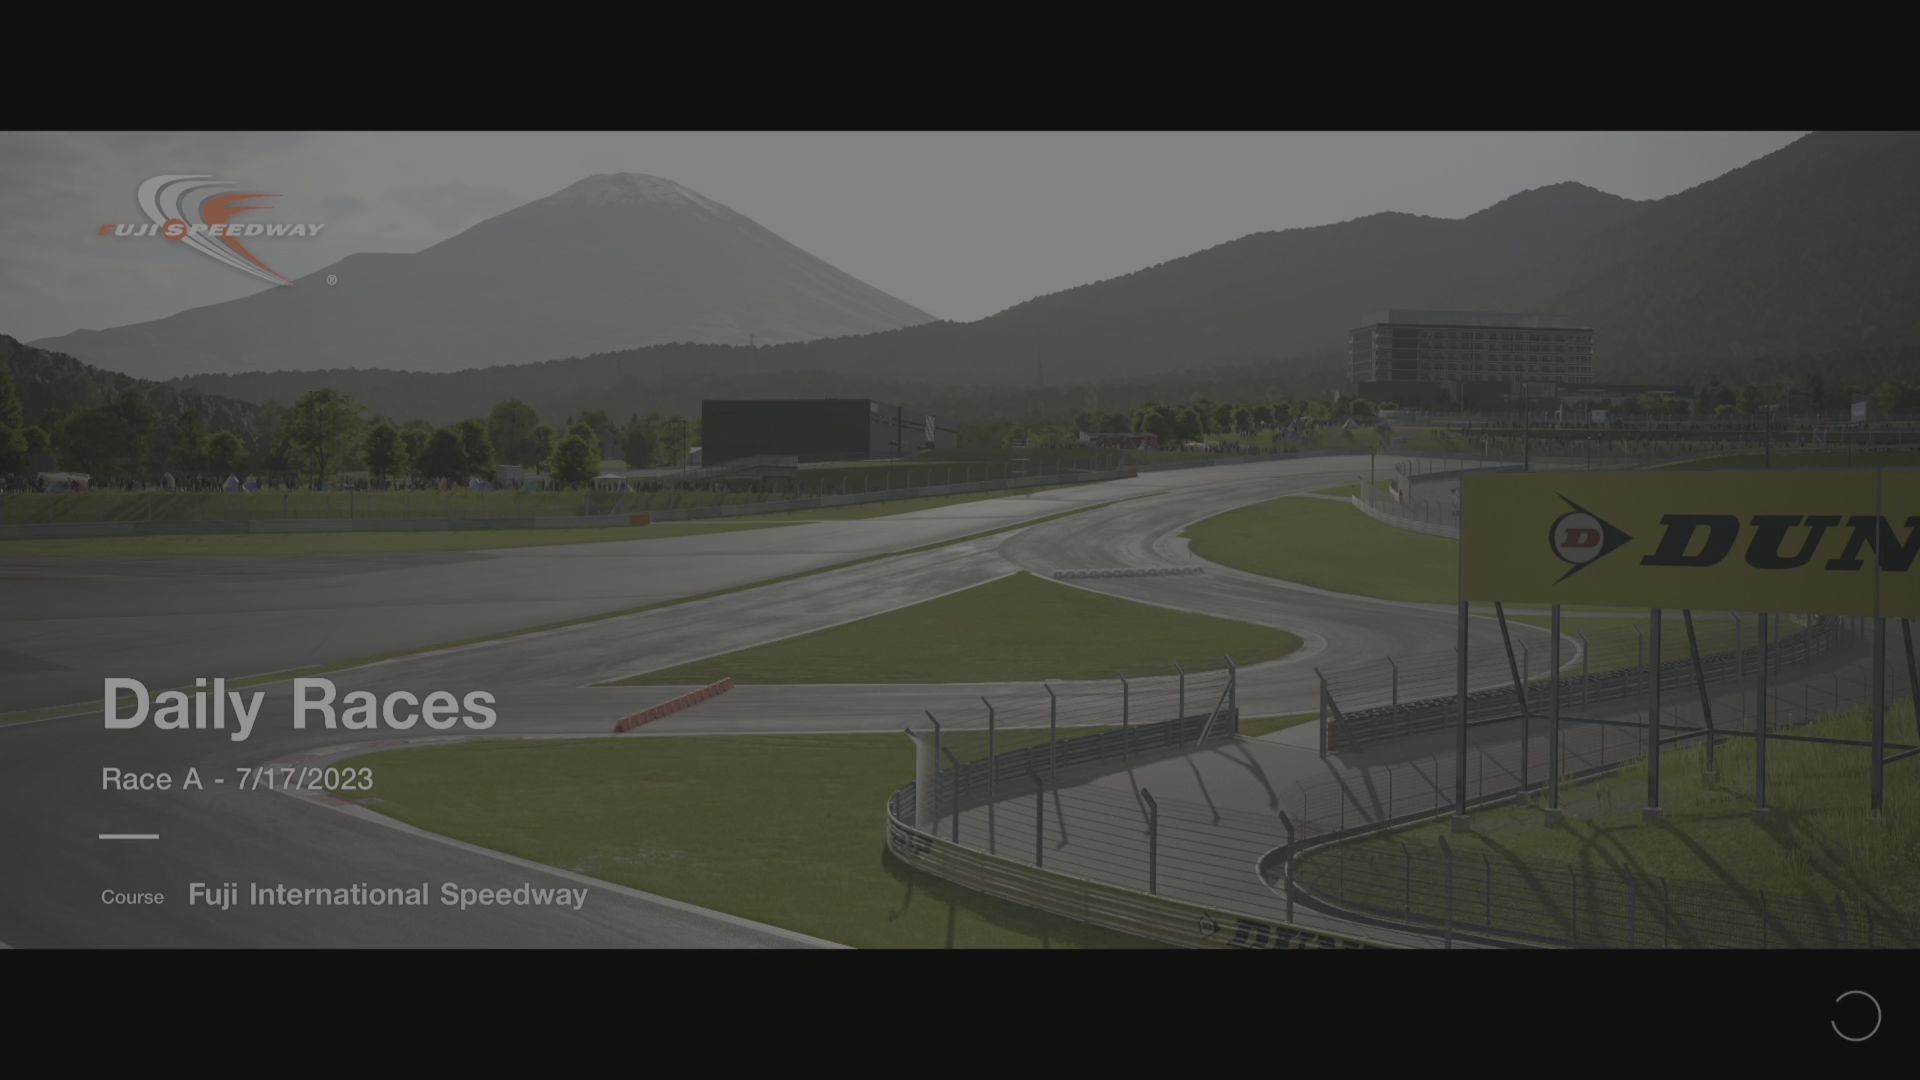 FUJI SPEEDWAY
®
D DUN
Daily Races
Race A - 7/17/2023
Course Fuji International Speedway